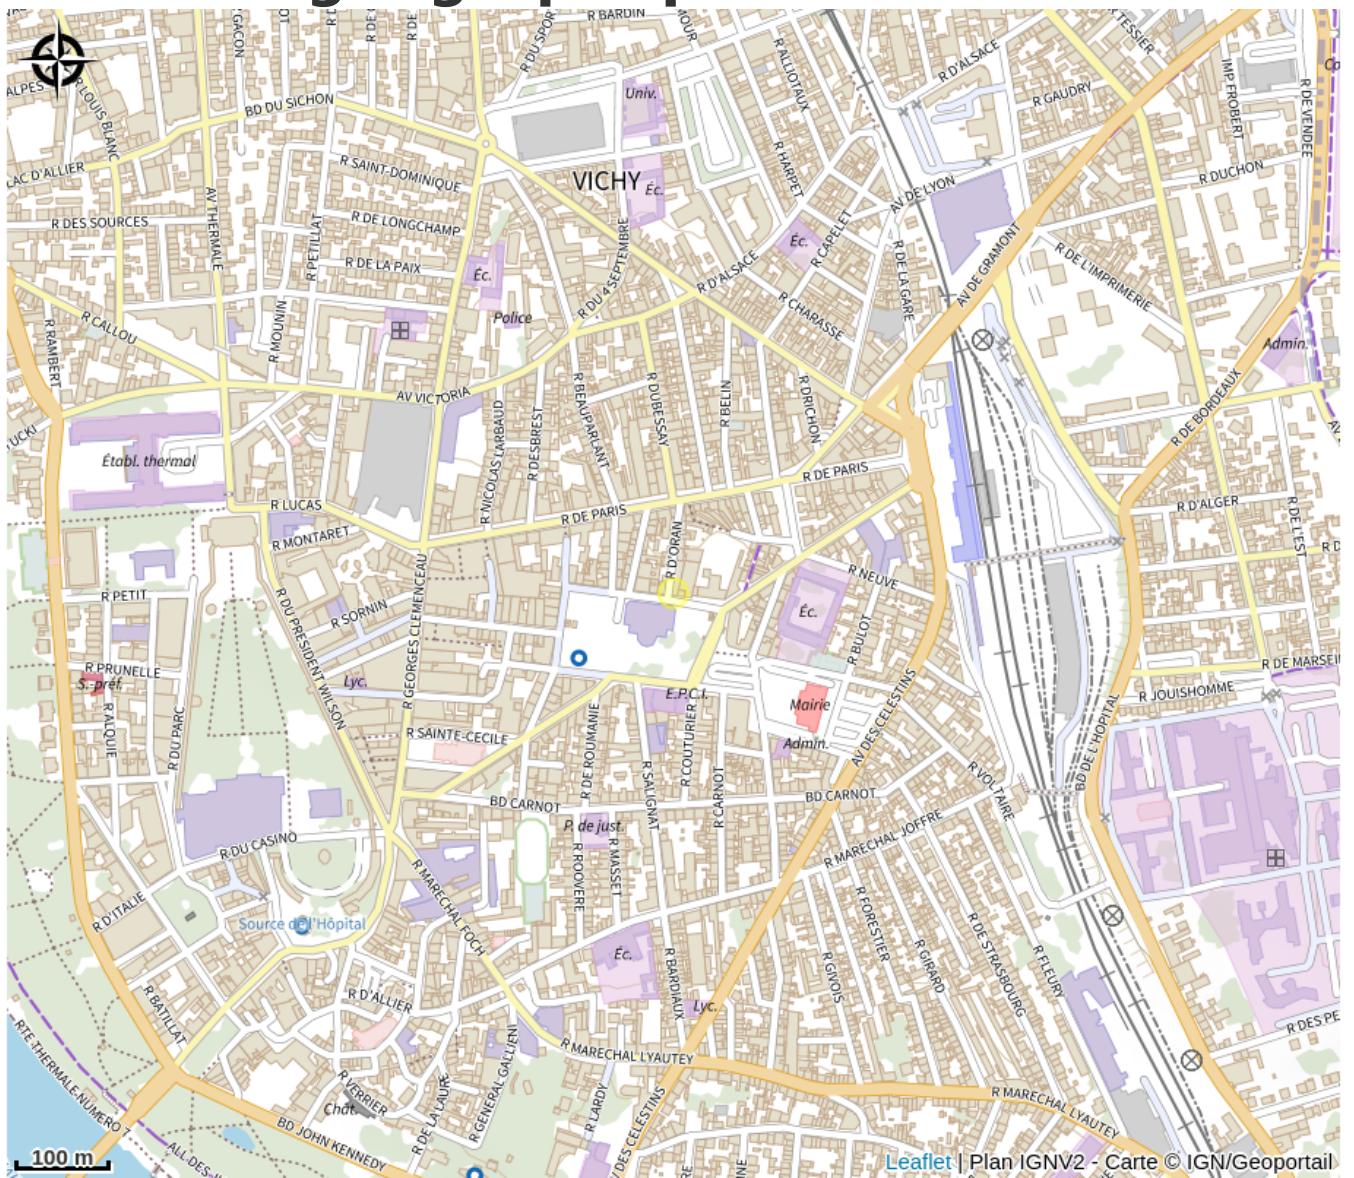 R BARDIN
R DU SPOR
NOUR
R GACON
R DE
R ALLIOTAUX
R D'ALSACE
RTESSIER
ALPES
R LOUIS BLANC
BD DU SICHON
Univ.
R GAUDRY
IMP FROBERT
R DE VENDEE
Co
LAC D'ALLIER
R SAINT-DOMINIQUE
VICHY
Éc.
R HARPET
AV DE LYON
R DUCHON
R DES SOURCES
AV THERMALE
R PETILLAT
R DE LONGCHAMP
R DE LA PAIX
Éc.
R DU 4 SEPTEMBRE
R D'ALSACE
Éc.
R CAPELET
R DE LA GARE
AV DE GRAMONT
R DE L'IMPRIMERIE
R CALLOU
R MOUNIN
Police
R CHARASSE
Admin.
R RAMBERT
AV VICTORIA
R NICOLAS LARBAUD
R DESBREST
R BEAUPARLANT
R DUBESSAY
R BELIN
R DRICHON
R DE BORDEAUX
UCKI
Établ. thermal
R DE PARIS
R LUCAS
R DE PARIS
R D'ALGER
R DE L'EST
R MONTARET
R D'ORAN
R D
R NEUVE
R PETIT
R DU PRESIDENT WILSON
R SORNIN
R GEORGES CLEMENCEAU
Éc.
R BULOT
R PRUNELLE
S.-préf.
Lyc.
E.P.C.I.
R DE MARSEI
R JOUISHOMME
R ALQUIE
R DU PARC
R SAINTE-CECILE
R DE ROUMANIE
R COUTURIER
Mairie
Admin.
AV DES CELESTINS
BD DE L'HOPITAL
R SALIGNAT
R CARNOT
R VOLTAIRE
BD CARNOT
BD CARNOT
P. de just.
R DU CASINO
R MARECHAL FOCH
R ROOVERE
R MASSET
R MARECHAL JOFFRE
R D'ITALIE
Source de l'Hôpital
R FORESTIER
R GIRARD
R DE STRASBOURG
R FLEURY
Éc.
R BARDIAUX
R GIVOIS
R BATILLAT
R D'ALLIER
Lyc.
R DES PE
RTE THERMALE NUMERO 7
R MARECHAL LYAUTEY
R VERRIER
Chât.
R DE LA LAURE
R GENERAL GALLIENI
R LARDY
R MARECHAL LYAUTEY
BD JOHN KENNEDY
V DES CELESTINS
ALL DES
100 m
Leaflet | Plan IGNV2 - Carte © IGN/Geoportail